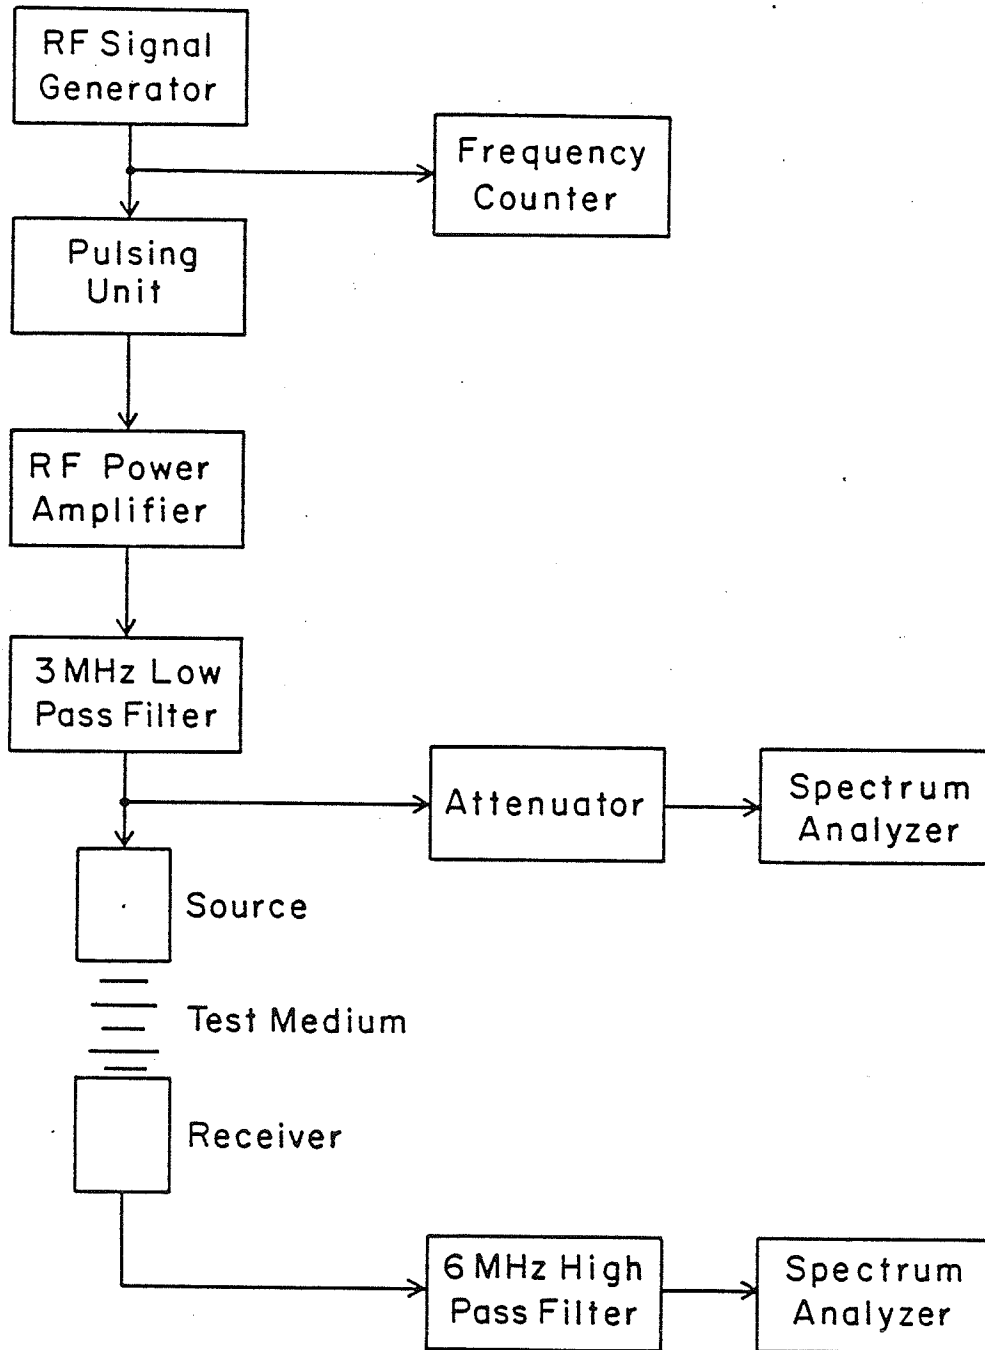 RF Signal
Generator
Frequency
Counter
Pulsing
Unit
RF Power
Amplifier
3 MHz Low
Pass Filter
Attenuator
Spectrum
Analyzer
Source
Test Medium
Receiver
6 MHz High
Pass Filter
Spectrum
Analyzer